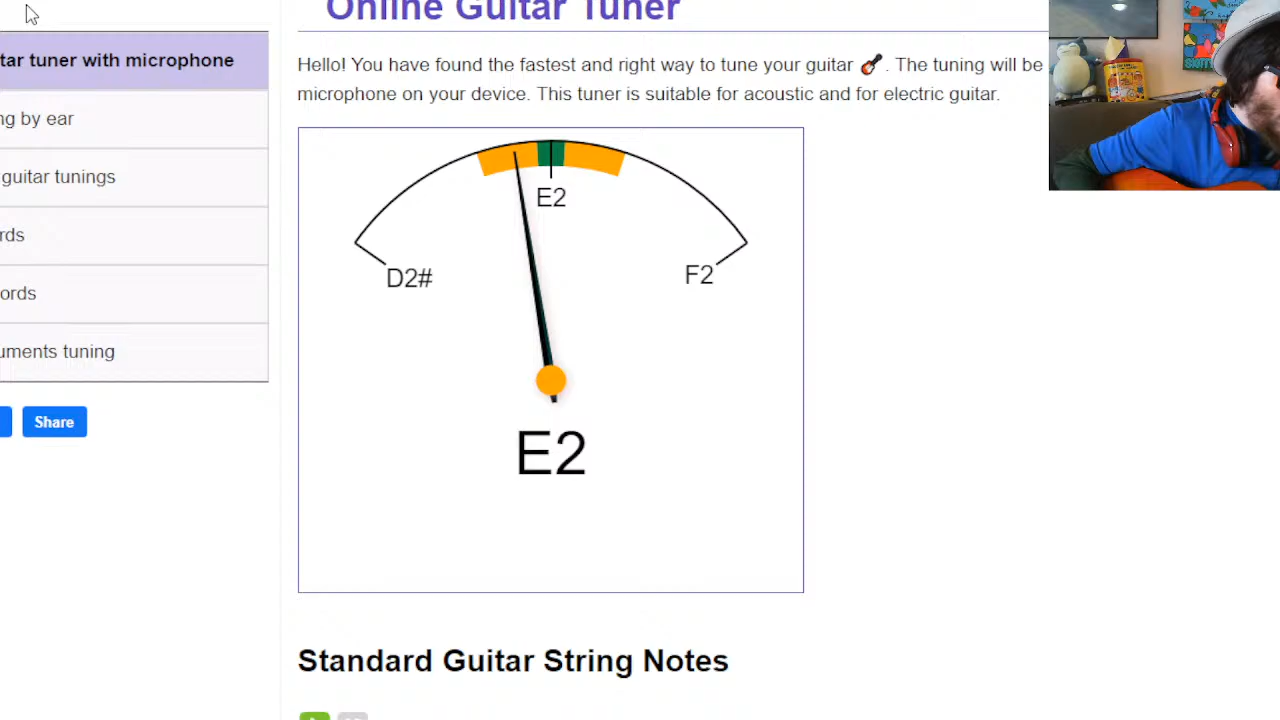 Online Guitar Tuner
tar tuner with microphone
ng by ear
guitar tunings
rds
ords
uments tuning
Share
Hello! You have found the fastest and right way to tune your guitar 🎸. The tuning will be
microphone on your device. This tuner is suitable for acoustic and for electric guitar.
E2
D2#
F2
E2
Standard Guitar String Notes